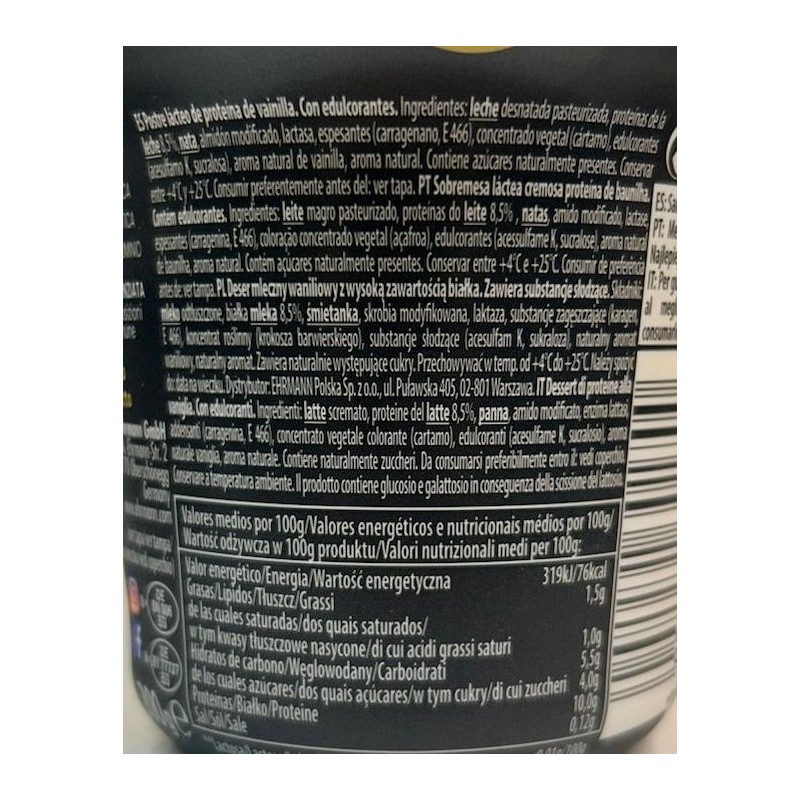 ES Postre lácteo de proteína de vainilla. Con edulcorantes. Ingredientes: leche desnatada pasteurizada, proteínas de la
leche 8,5%, nata, almidón modificado, lactasa, espesantes (carragenano, E 466), concentrado vegetal (cártamo), edulcorantes
(acesulfamo K, sucralosa), aroma natural de vainilla, aroma natural. Contiene azúcares naturalmente presentes. Conservar
entre +4°C y +25°C. Consumir preferentemente antes del: ver tapa. PT Sobremesa láctea cremosa proteína de baunilha.
Contém edulcorantes. Ingredientes: leite magro pasteurizado, proteínas do leite 8,5%, natas, amido modificado, lactase,
espessantes (carragenina, E 466), coloração concentrado vegetal (açafroa), edulcorantes (acessulfame K, sucralose), aroma natural
de baunilha, aroma natural. Contém açúcares naturalmente presentes. Conservar entre +4°C e +25°C. Consumir de preferência
antes de: ver tampa. PL Deser mleczny waniliowy z wysoka zawartością białka. Zawiera substancje słodzące. Składniki:
mleko odtłuszczone, białka mleka 8,5%, śmietanka, skrobia modyfikowana, laktaza, substancje zagęszczające (karagen,
E 466), koncentrat roślinny (krokosza barwierskiego), substancje słodzące (acesulfam K, sukraloza), naturalny aromat
waniliowy, naturalny aromat. Zawiera naturalnie występujące cukry. Przechowywać w temp. od +4°C do +25°C. Należy spożyć
do: data na wieczku. Dystrybutor: EHRMANN Polska Sp. z o.o., ul. Puławska 405, 02-801 Warszawa. IT Dessert di proteine alla
vaniglia. Con edulcoranti. Ingredienti: latte scremato, proteine del latte 8,5%, panna, amido modificato, enzima lattasi,
addensanti (carragenina, E 466), concentrato vegetale colorante (cartamo), edulcoranti (acesulfame K, sucralosio), aroma
naturale vaniglia, aroma naturale. Contiene naturalmente zuccheri. Da consumarsi preferibilmente entro il: vedi coperchio.
Conservare a temperatura ambiente. Il prodotto contiene glucosio e galattosio in conseguenza della scissione del lattosio.
Valores medios por 100g/Valores energéticos e nutricionais médios por 100g/
Wartość odżywcza w 100g produktu/Valori nutrizionali medi per 100g:
Valor energético/Energia/Wartość energetyczna 319kJ/76kcal
Grasas/Lípidos/Tłuszcz/Grassi 1,5g
de las cuales saturadas/dos quais saturados/
w tym kwasy tłuszczowe nasycone/di cui acidi grassi saturi 1,0g
Hidratos de carbono/Węglowodany/Carboidrati 5,5g
de los cuales azúcares/dos quais açúcares/w tym cukry/di cui zuccheri 4,0g
Proteínas/Białko/Proteine 10,0g
Sal/Sól/Sale 0,12g
ES: Sa
PT: Me
Najlepie
IT: Per g
al meg
consumar
GmbH
Germany